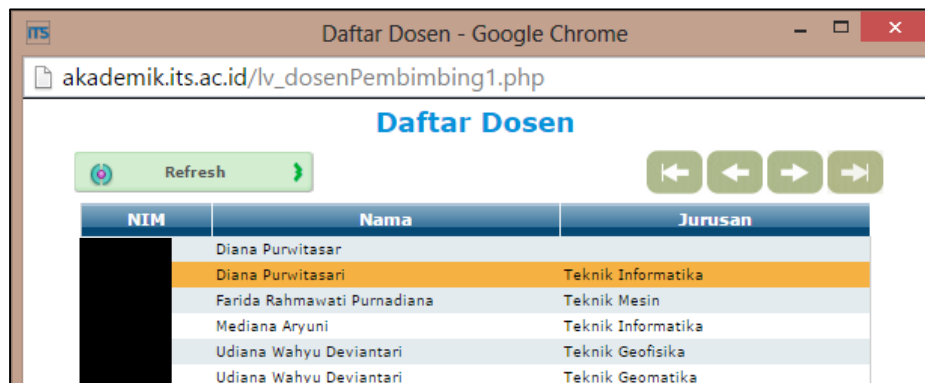 ITS Daftar Dosen - Google Chrome
akademik.its.ac.id/lv_dosenPembimbing1.php
Daftar Dosen
Refresh
NIM Nama Jurusan
Diana Purwitasar
Diana Purwitasari Teknik Informatika
Farida Rahmawati Purnadiana Teknik Mesin
Mediana Aryuni Teknik Informatika
Udiana Wahyu Deviantari Teknik Geofisika
Udiana Wahyu Deviantari Teknik Geomatika